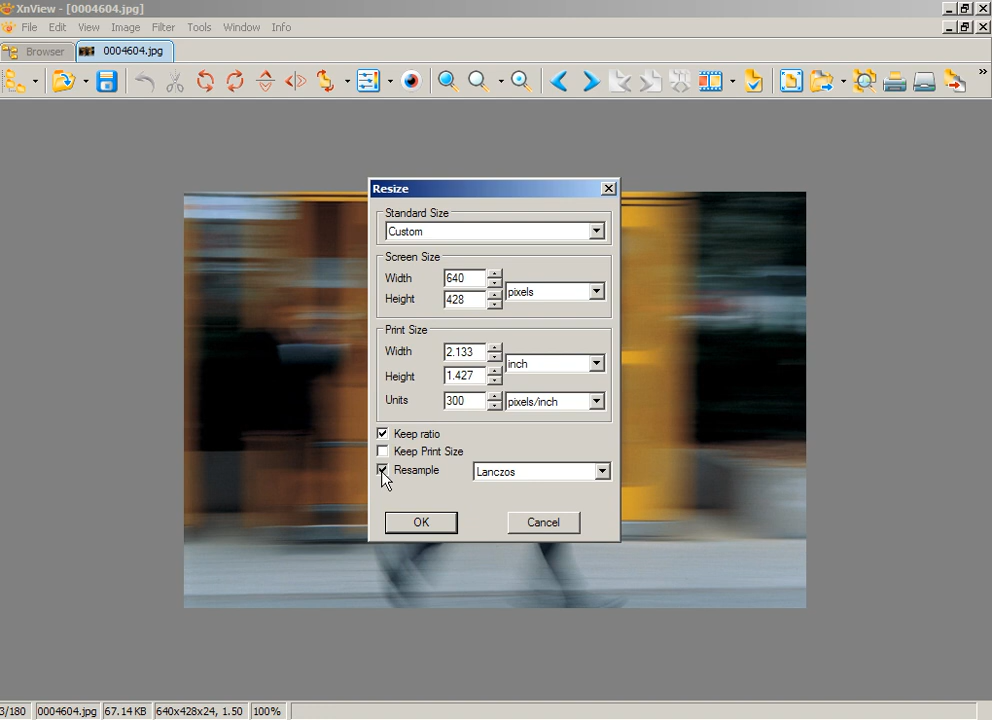 XnView - [0004604.jpg]
File Edit View Image Filter Tools Window Info
Browser 0004604.jpg
Resize
Standard Size
Custom
Screen Size
Width 640
pixels
Height 428
Print Size
Width 2.133
inch
Height 1.427
Units 300 pixels/inch
Keep ratio
Keep Print Size
Resample Lanczos
OK Cancel
3/180 0004604.jpg 67.14 KB 640x428x24, 1.50 100%